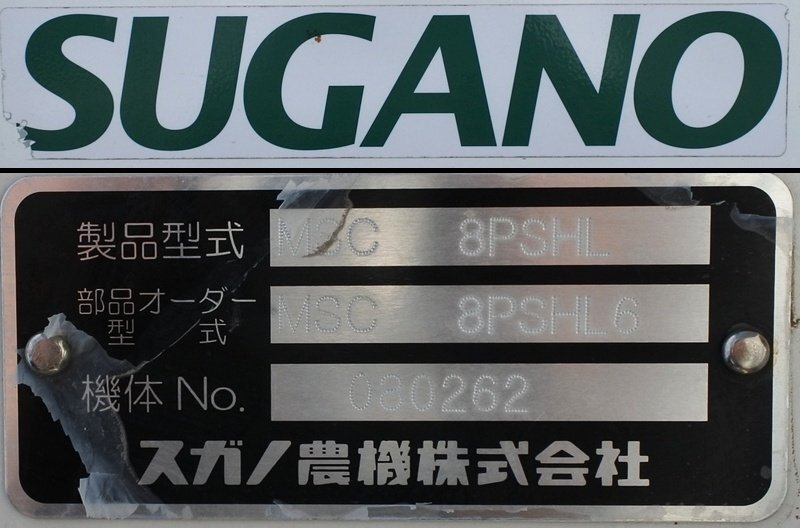 SUGANO
製品型式 MSC 8PSHL
部品オーダー型式 MSC 8PSHL6
機体 No. 080262
スガノ農機株式会社